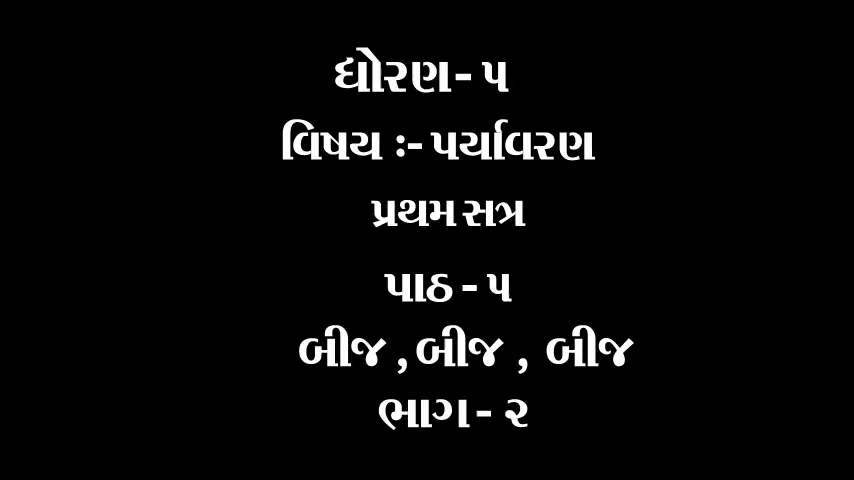 ધોરણ - ૫
વિષય :- પર્યાવરણ
પ્રથમ સત્ર
પાઠ - ૫
બીજ , બીજ , બીજ
ભાગ - ૨